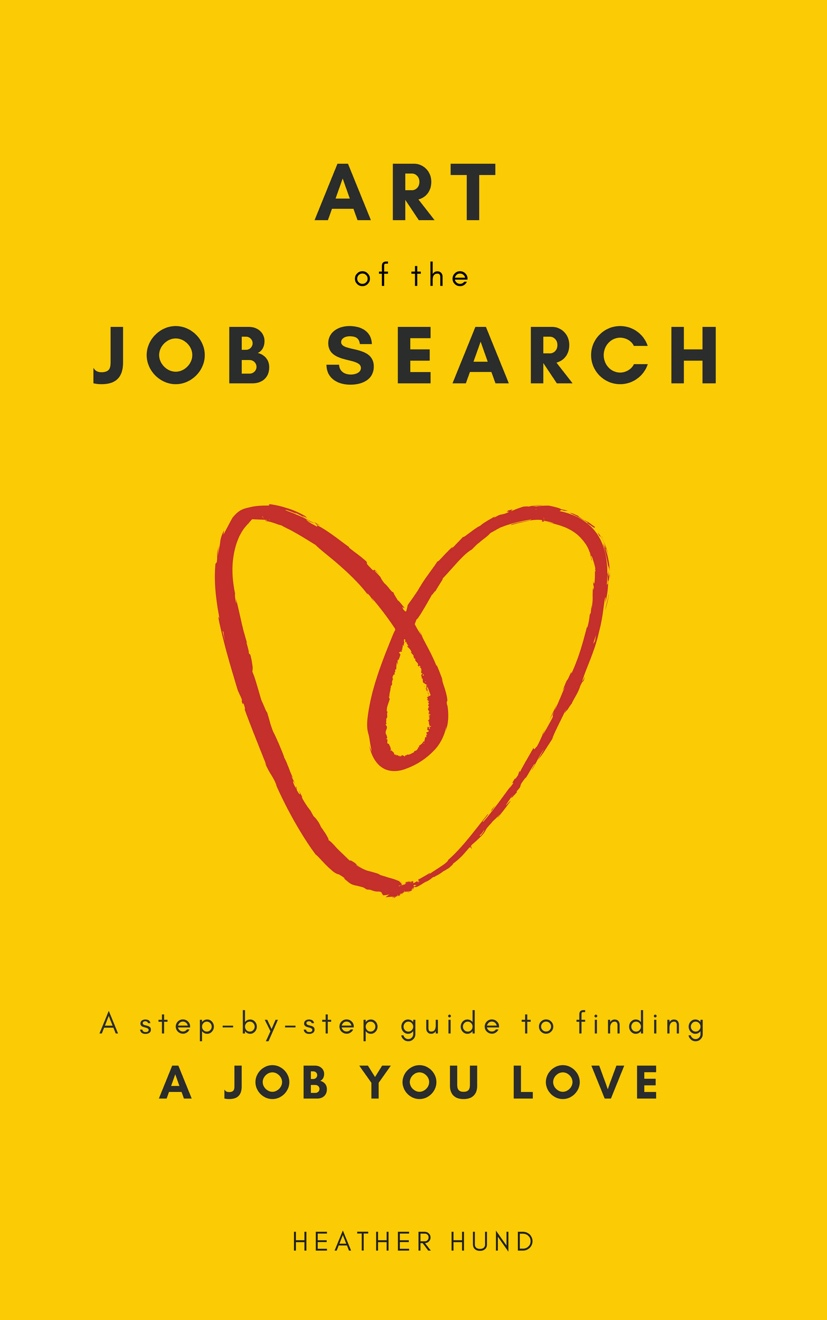 ART
of the
JOB SEARCH
A step-by-step guide to finding
A JOB YOU LOVE
HEATHER HUND